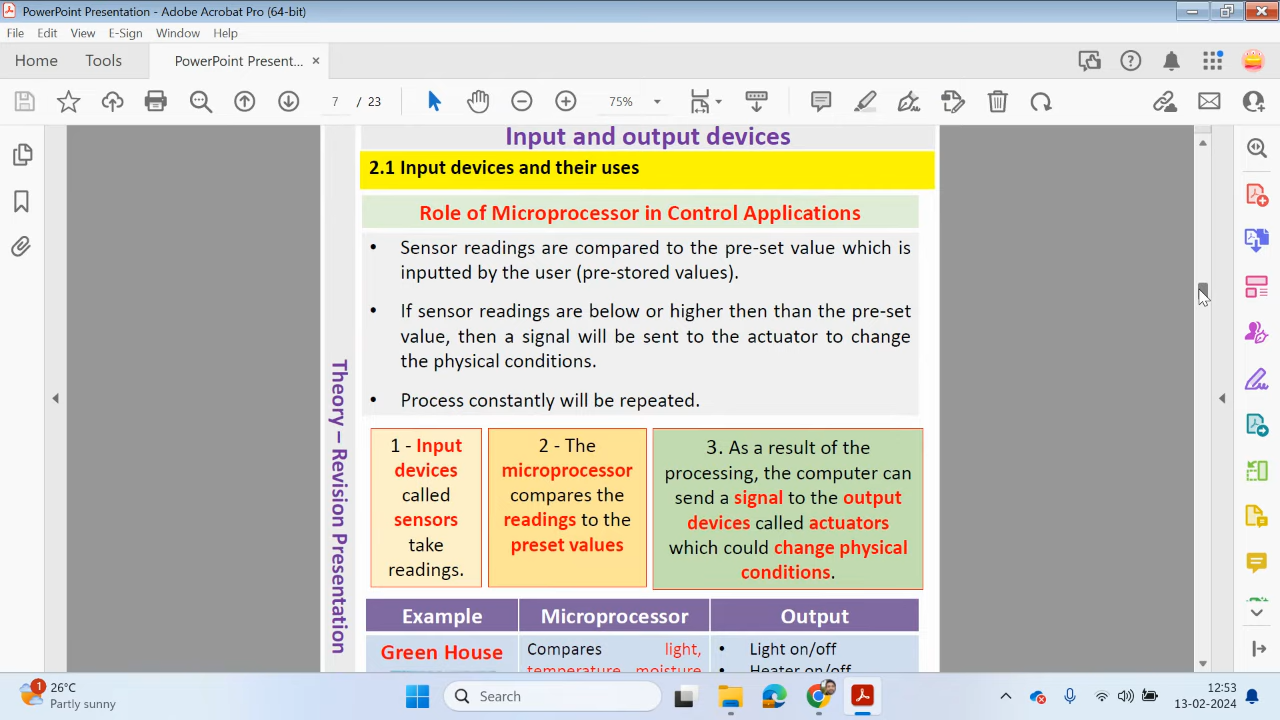 PowerPoint Presentation - Adobe Acrobat Pro (64-bit)
File Edit View E-Sign Window Help
Home Tools PowerPoint Present... ×
7 / 23 75%
Input and output devices
2.1 Input devices and their uses
Role of Microprocessor in Control Applications
• Sensor readings are compared to the pre-set value which is
inputted by the user (pre-stored values).
• If sensor readings are below or higher then than the pre-set
value, then a signal will be sent to the actuator to change
the physical conditions.
• Process constantly will be repeated.
Theory – Revision Presentation
1 - Input
devices
called
sensors
take
readings.
2 - The
microprocessor
compares the
readings to the
preset values
3. As a result of the
processing, the computer can
send a signal to the output
devices called actuators
which could change physical
conditions.
Example Microprocessor Output
Green House
Compares light,
temperature, moisture
• Light on/off
• Heater on/off
1
26°C
Partly sunny
Search
12:53
13-02-2024